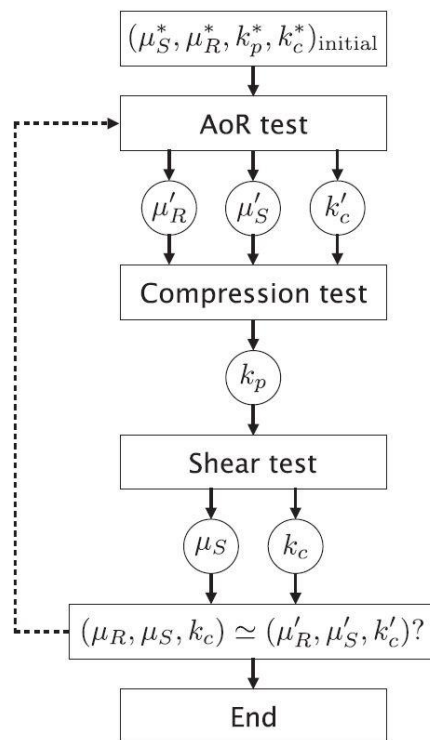 (μ*_S, μ*_R, k*_p, k*_c)_initial
AoR test
μ'_R μ'_S k'_c
Compression test
k_p
Shear test
μ_S k_c
(μ_R, μ_S, k_c) ≃ (μ'_R, μ'_S, k'_c)?
End